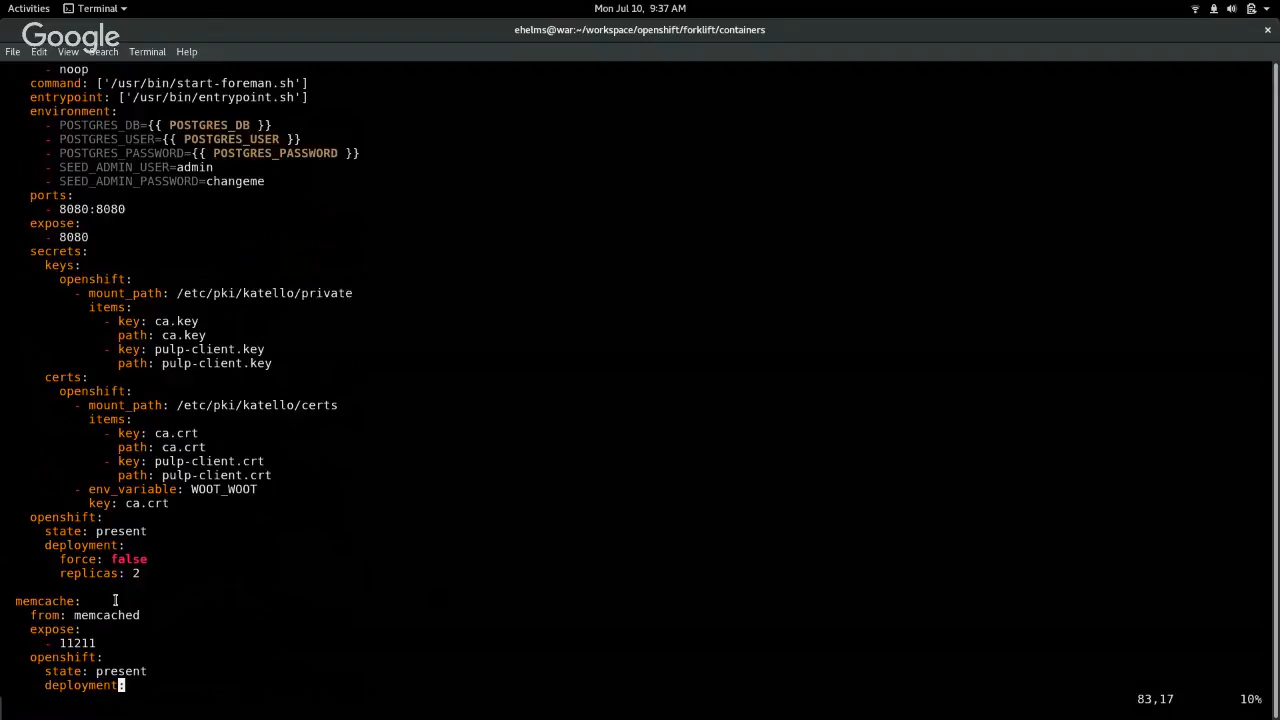 Activities Terminal Mon Jul 10, 9:37 AM
Google
ehelms@war:~/workspace/openshift/forklift/containers ×
File Edit View Search Terminal Help
- noop
command: ['/usr/bin/start-foreman.sh']
entrypoint: ['/usr/bin/entrypoint.sh']
environment:
- POSTGRES_DB={{ POSTGRES_DB }}
- POSTGRES_USER={{ POSTGRES_USER }}
- POSTGRES_PASSWORD={{ POSTGRES_PASSWORD }}
- SEED_ADMIN_USER=admin
- SEED_ADMIN_PASSWORD=changeme
ports:
- 8080:8080
expose:
- 8080
secrets:
keys:
openshift:
- mount_path: /etc/pki/katello/private
items:
- key: ca.key
path: ca.key
- key: pulp-client.key
path: pulp-client.key
certs:
openshift:
- mount_path: /etc/pki/katello/certs
items:
- key: ca.crt
path: ca.crt
- key: pulp-client.crt
path: pulp-client.crt
- env_variable: WOOT_WOOT
key: ca.crt
openshift:
state: present
deployment:
force: false
replicas: 2
memcache:
from: memcached
expose:
- 11211
openshift:
state: present
deployment:
83,17 10%